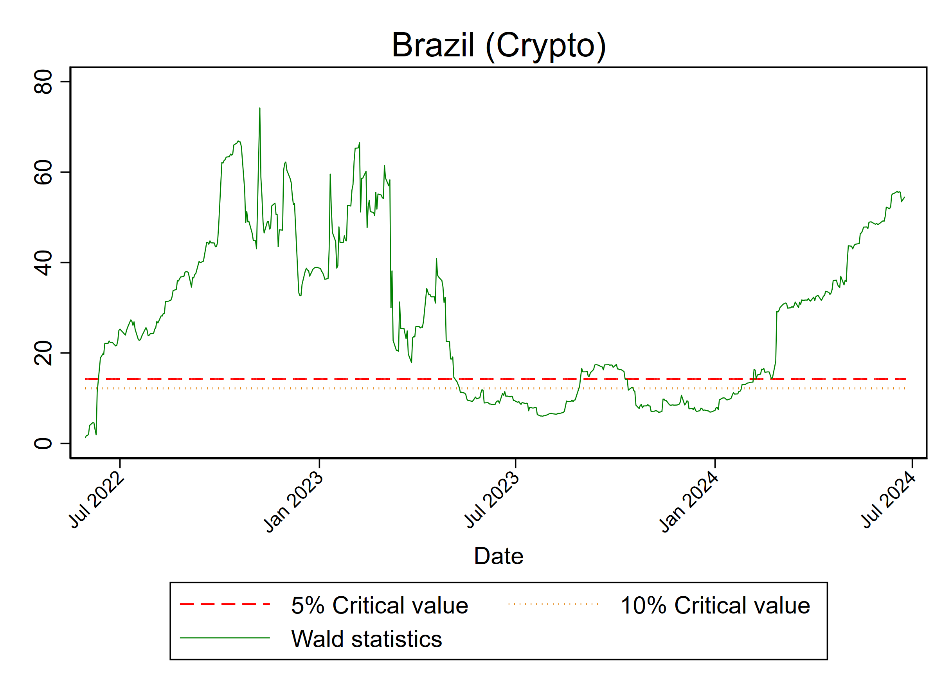 Brazil (Crypto)
80
60
40
20
0
Jul 2022
Jan 2023
Jul 2023
Jan 2024
Jul 2024
Date
5% Critical value
10% Critical value
Wald statistics